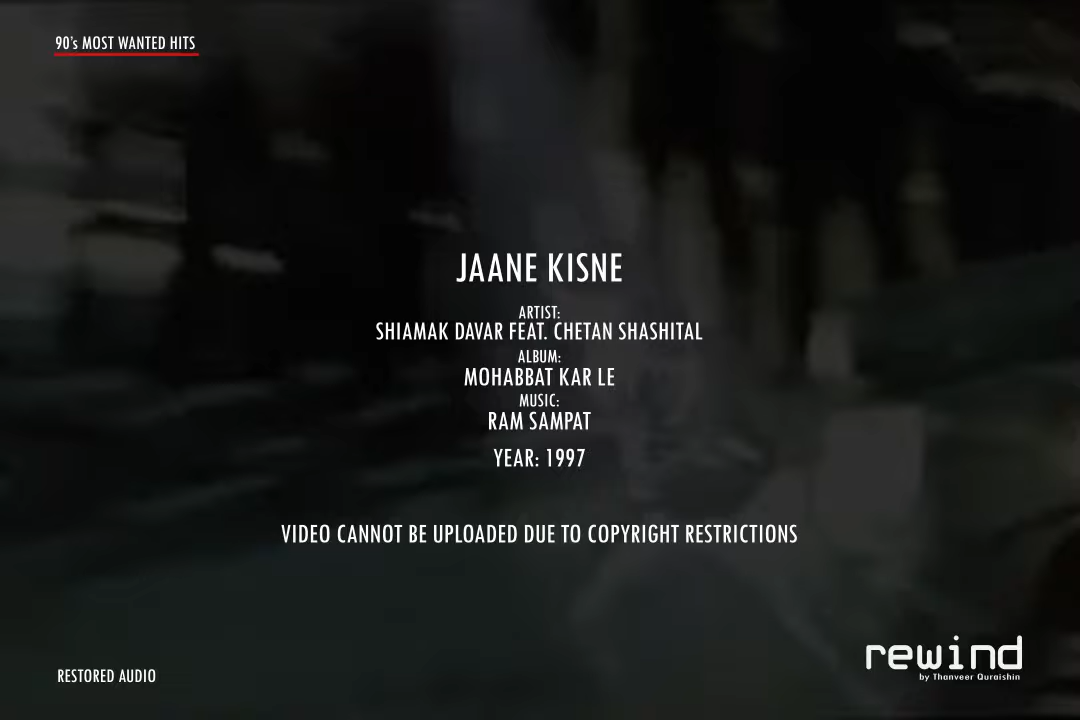 90's MOST WANTED HITS
JAANE KISNE
ARTIST:
SHIAMAK DAVAR FEAT. CHETAN SHASHITAL
ALBUM:
MOHABBAT KAR LE
MUSIC:
RAM SAMPAT
YEAR: 1997
VIDEO CANNOT BE UPLOADED DUE TO COPYRIGHT RESTRICTIONS
RESTORED AUDIO
rewind
by Thanveer Quraishin